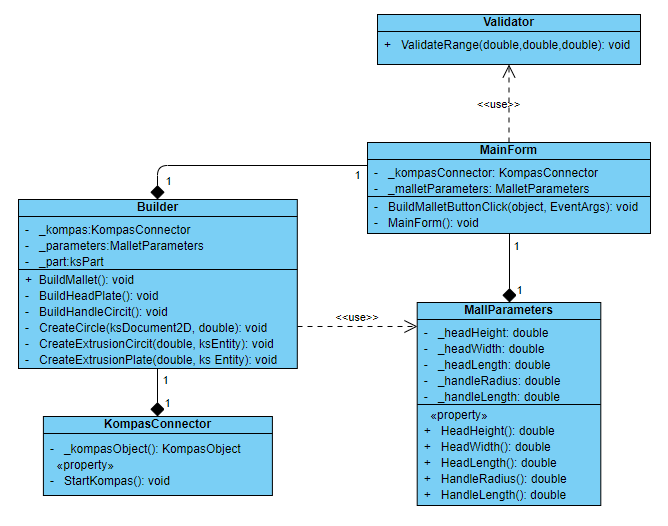 Validator
+ ValidateRange(double,double,double): void
<<use>>
MainForm
- _kompasConnector: KompasConnector
- _malletParameters: MalletParameters
- BuildMalletButtonClick(object, EventArgs): void
- MainForm(): void
1
1
1
1
Builder
- _kompas:KompasConnector
- _parameters:MalletParameters
- _part:ksPart
+ BuildMallet(): void
- BuildHeadPlate(): void
- BuildHandleCircit(): void
- CreateCircle(ksDocument2D, double): void
- CreateExtrusionCircit(double, ksEntity): void
- CreateExtrusionPlate(double, ks Entity): void
<<use>>
MallParameters
- _headHeight: double
- _headWidth: double
- _headLength: double
- _handleRadius: double
- _handleLength: double
«property»
+ HeadHeight(): double
+ HeadWidth(): double
+ HeadLength(): double
+ HandleRadius(): double
+ HandleLength(): double
1
1
KompasConnector
- _kompasObject(): KompasObject
«property»
- StartKompas(): void